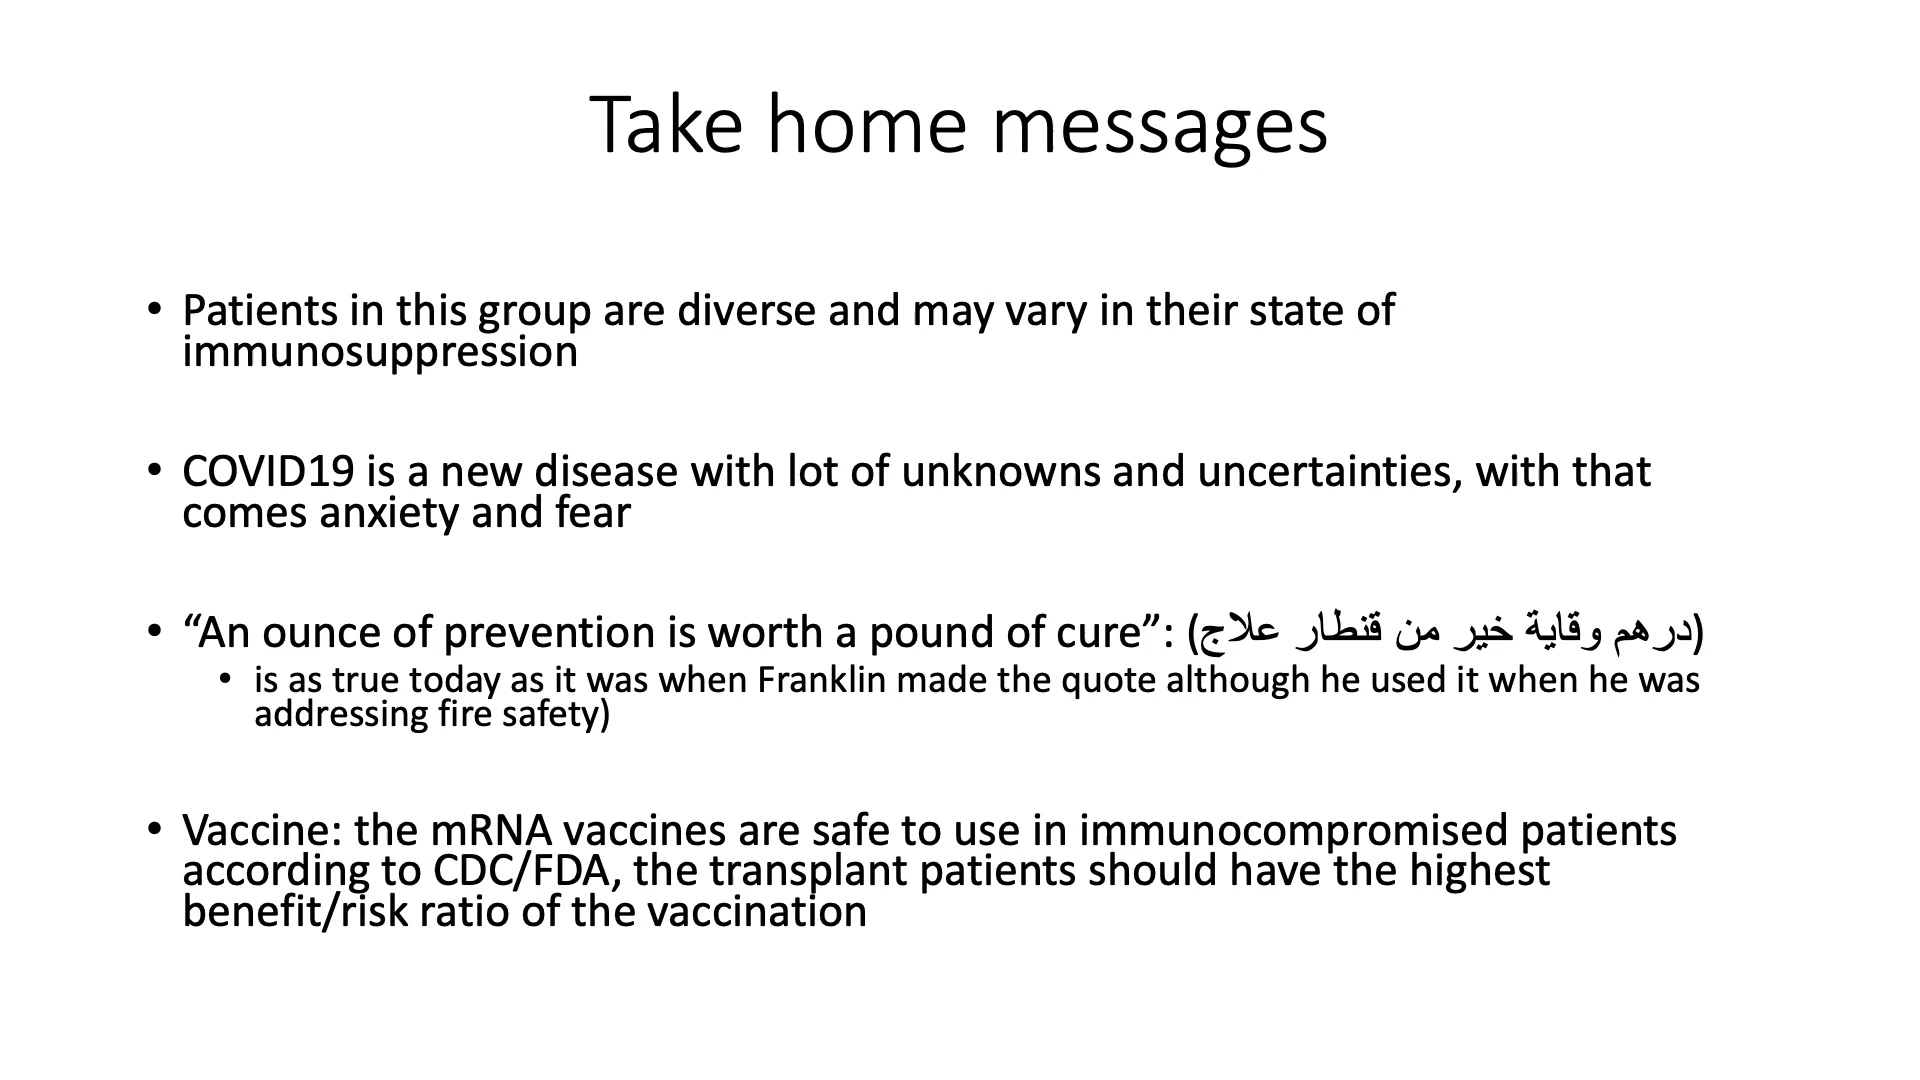 Take home messages
• Patients in this group are diverse and may vary in their state of
immunosuppression
• COVID19 is a new disease with lot of unknowns and uncertainties, with that
comes anxiety and fear
• “An ounce of prevention is worth a pound of cure”: (درهم وقاية خير من قنطار علاج)
• is as true today as it was when Franklin made the quote although he used it when he was
addressing fire safety)
• Vaccine: the mRNA vaccines are safe to use in immunocompromised patients
according to CDC/FDA, the transplant patients should have the highest
benefit/risk ratio of the vaccination